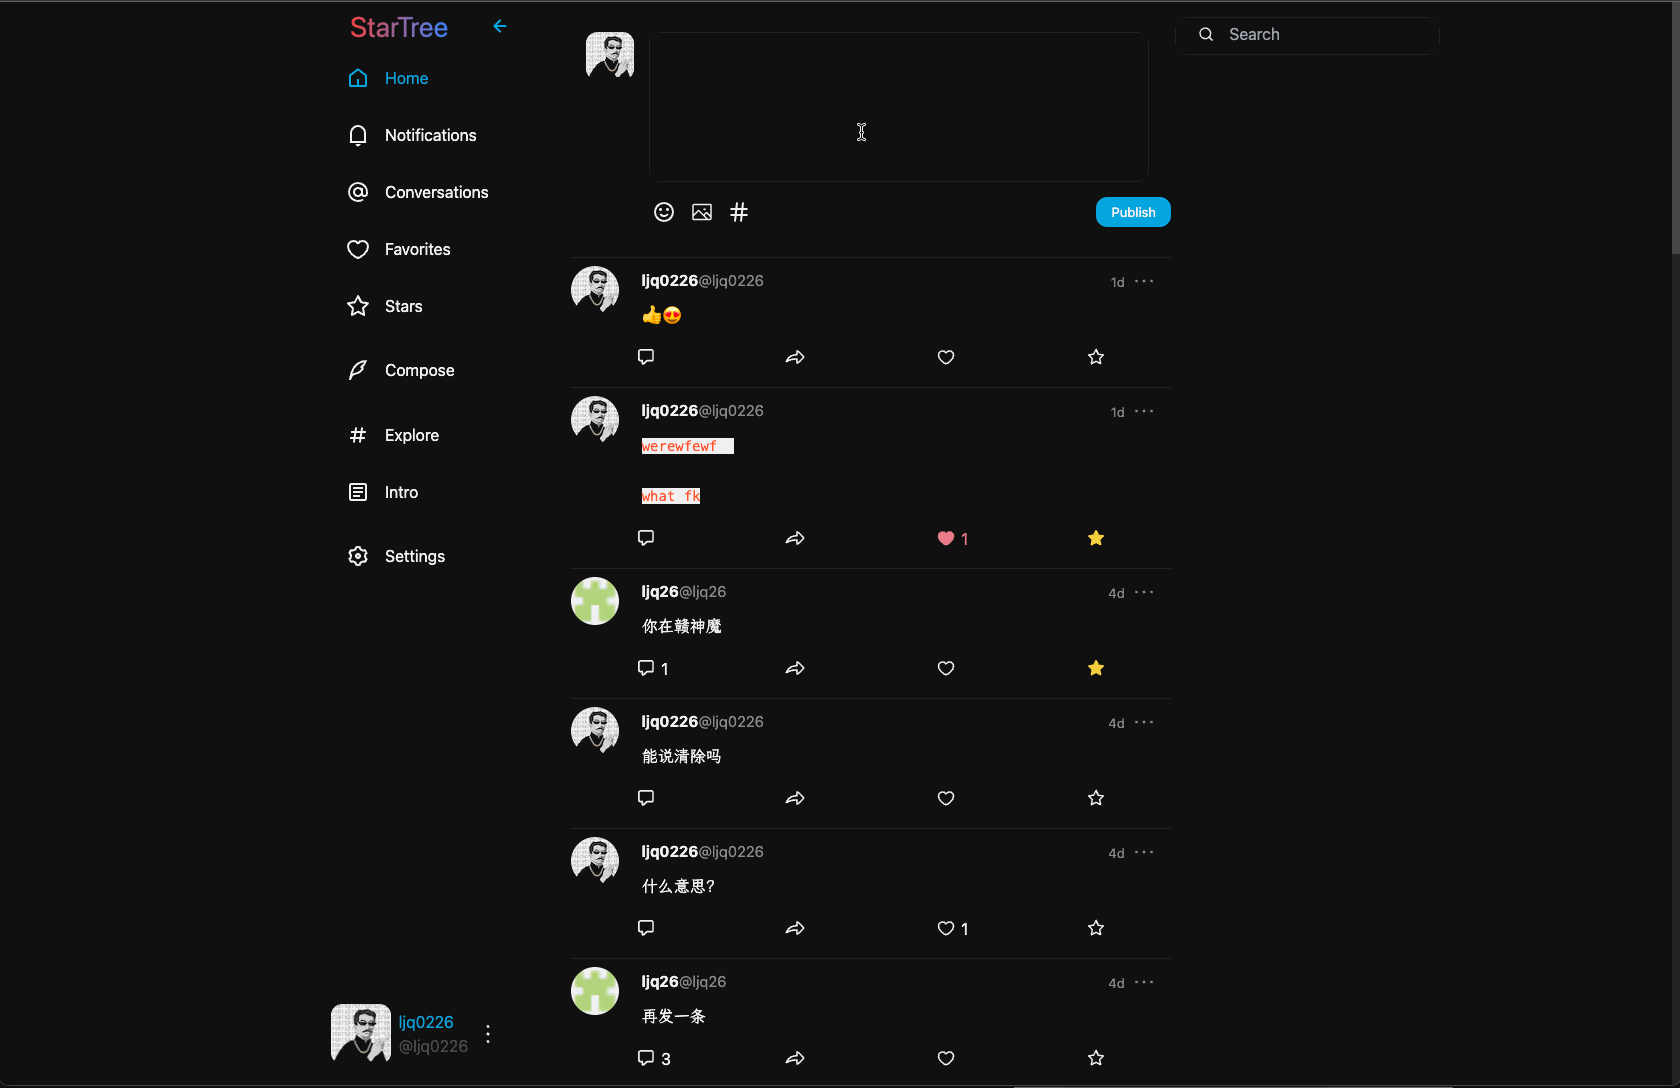 StarTree
Home
Notifications
Conversations
Favorites
Stars
Compose
Explore
Intro
Settings
ljq0226
@ljq0226
Publish
ljq0226@ljq0226
1d
👍😍
ljq0226@ljq0226
1d
werewfewf
what fk
1
ljq26@ljq26
4d
你在赣神魔
1
ljq0226@ljq0226
4d
能说清除吗
ljq0226@ljq0226
4d
什么意思?
1
ljq26@ljq26
4d
再发一条
3
Search